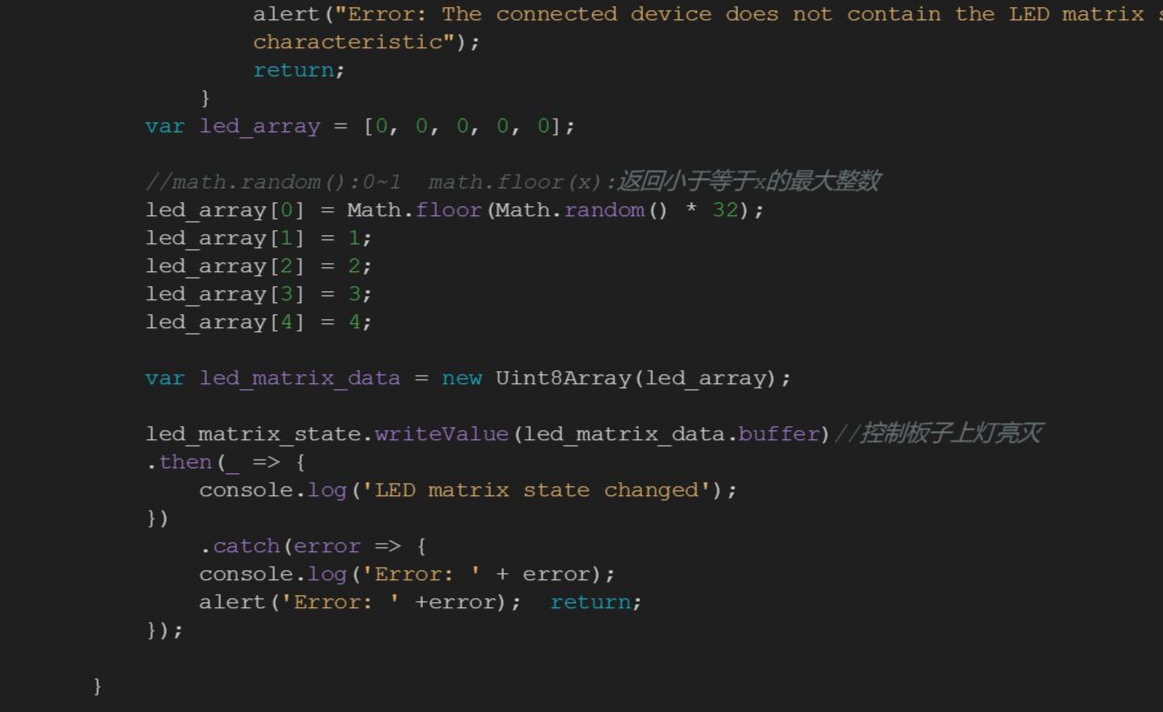 alert("Error: The connected device does not contain the LED matrix
characteristic");
return;
}
var led_array = [0, 0, 0, 0, 0];
//math.random():0~1  math.floor(x):返回小于等于x的最大整数
led_array[0] = Math.floor(Math.random() * 32);
led_array[1] = 1;
led_array[2] = 2;
led_array[3] = 3;
led_array[4] = 4;
var led_matrix_data = new Uint8Array(led_array);
led_matrix_state.writeValue(led_matrix_data.buffer)//控制板子上灯亮灭
.then(_ => {
console.log('LED matrix state changed');
})
.catch(error => {
console.log('Error: ' + error);
alert('Error: ' +error);  return;
});
}